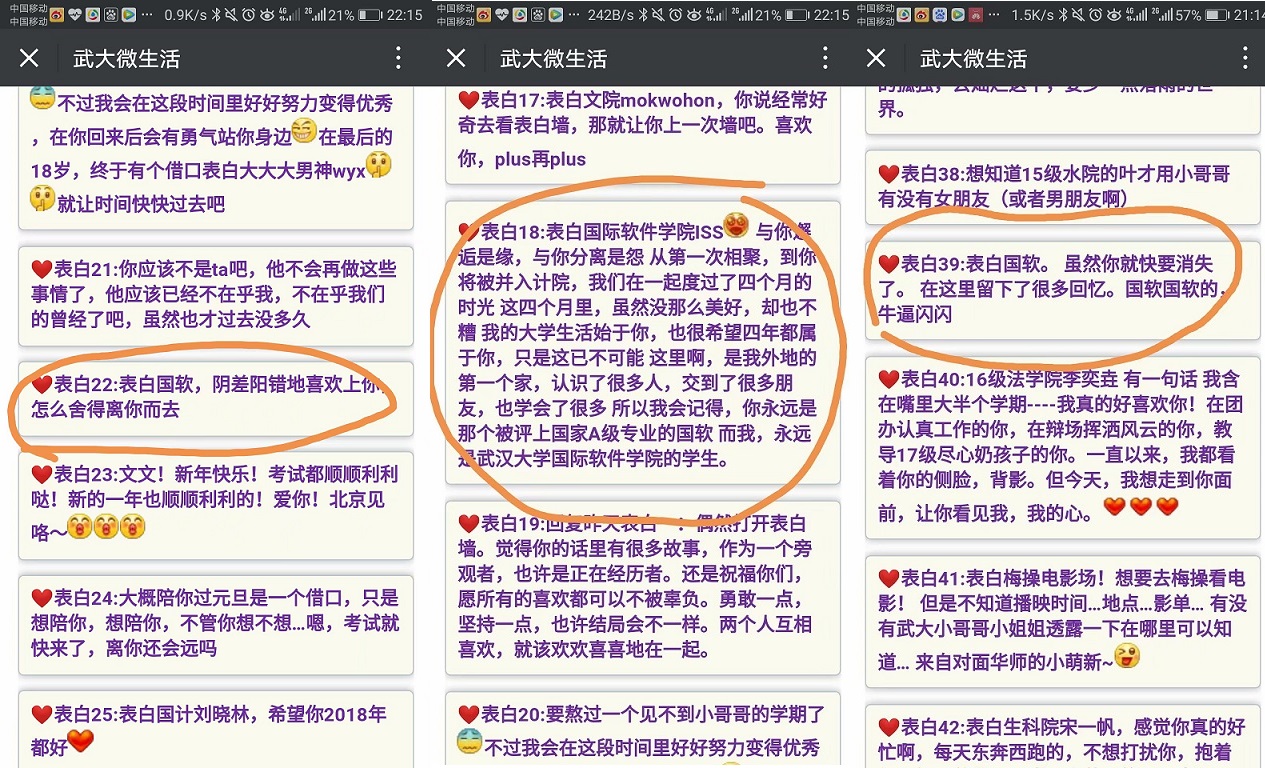 中国移动
中国移动
0.9K/s
4G
2G
21%
22:15
武大微生活
不过我会在这段时间里好好努力变得优秀
，在你回来后会有勇气站你身边 在最后的
18岁，终于有个借口表白大大大男神wyx
就让时间快快过去吧
表白21:你应该不是ta吧，他不会再做这些
事情了，他应该已经不在乎我，不在乎我们
的曾经了吧，虽然也才过去没多久
表白22:表白国软，阴差阳错地喜欢上你，
怎么舍得离你而去
表白23:文文！新年快乐！考试都顺顺利利
哒！新的一年也顺顺利利的！爱你！北京见
咯～
表白24:大概陪你过元旦是一个借口，只是
想陪你，想陪你，不管你想不想...嗯，考试就
快来了，离你还会远吗
表白25:表白国计刘晓林，希望你2018年
都好
中国移动
中国移动
242B/s
4G
2G
21%
22:15
武大微生活
表白17:表白文院mokwohon，你说经常好
奇去看表白墙，那就让你上一次墙吧。喜欢
你，plus再plus
表白18:表白国际软件学院ISS 与你邂
逅是缘，与你分离是怨 从第一次相聚，到你
将被并入计院，我们在一起度过了四个月的
时光 这四个月里，虽然没那么美好，却也不
糟 我的大学生活始于你，也很希望四年都属
于你，只是这已不可能 这里啊，是我外地的
第一个家，认识了很多人，交到了很多朋
友，也学会了很多 所以我会记得，你永远是
那个被评上国家A级专业的国软 而我，永远
是武汉大学国际软件学院的学生。
表白19:回复昨天表白 ：偶然打开表白
墙。觉得你的话里有很多故事，作为一个旁
观者，也许是正在经历者。还是祝福你们，
愿所有的喜欢都可以不被辜负。勇敢一点，
坚持一点，也许结局会不一样。两个人互相
喜欢，就该欢欢喜喜地在一起。
表白20:要熬过一个见不到小哥哥的学期了
不过我会在这段时间里好好努力变得优秀
中国移动
中国移动
1.5K/s
4G
2G
57%
21:14
武大微生活
界。
表白38:想知道15级水院的叶才用小哥哥
有没有女朋友（或者男朋友啊）
表白39:表白国软。 虽然你就快要消失
了。 在这里留下了很多回忆。国软国软的，
牛逼闪闪
表白40:16级法学院李奕垚 有一句话 我含
在嘴里大半个学期----我真的好喜欢你！在团
办认真工作的你，在辩场挥洒风云的你，教
导17级尽心奶孩子的你。一直以来，我都看
着你的侧脸，背影。但今天，我想走到你面
前，让你看见我，我的心。
表白41:表白梅操电影场！想要去梅操看电
影！ 但是不知道播映时间...地点...影单... 有没
有武大小哥哥小姐姐透露一下在哪里可以知
道... 来自对面华师的小萌新~
表白42:表白生科院宋一帆，感觉你真的好
忙啊，每天东奔西跑的，不想打扰你，抱着